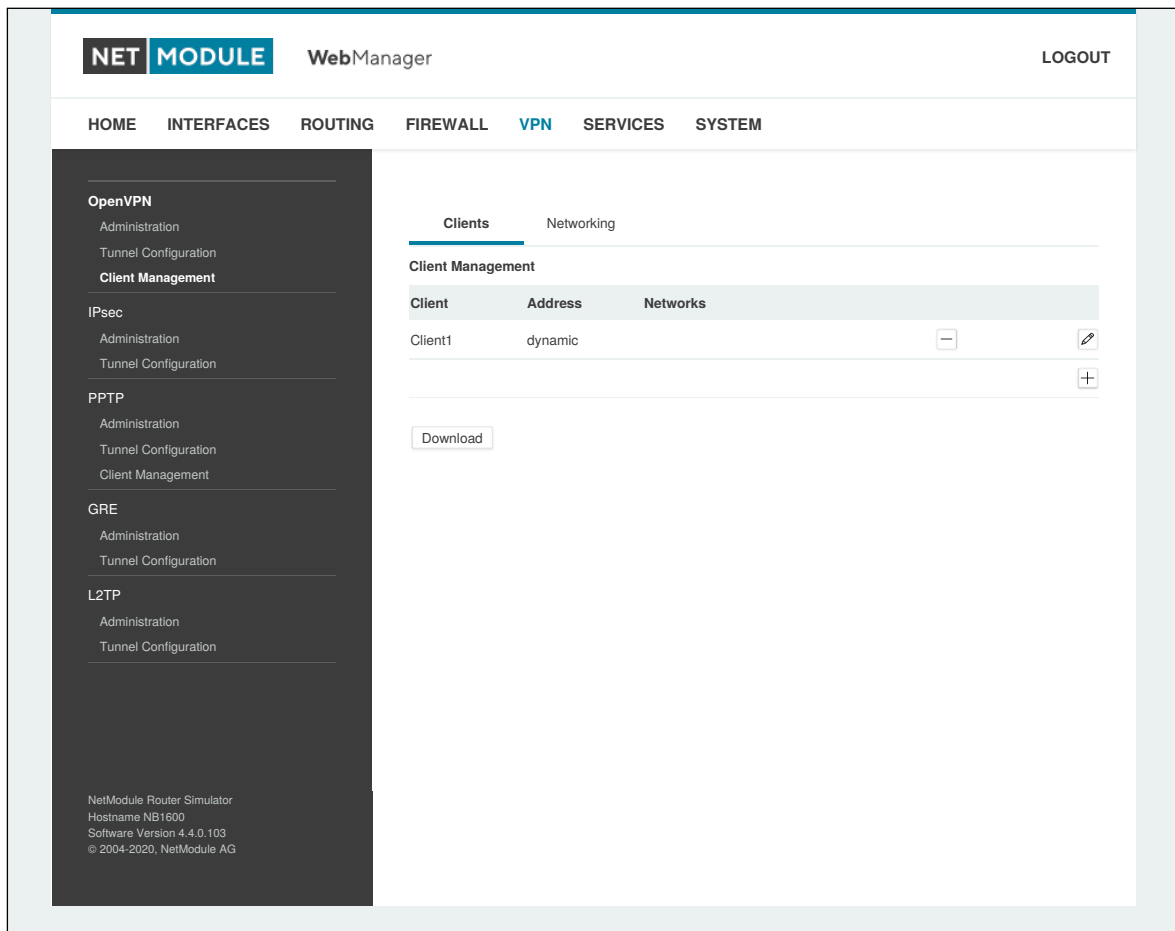 NET MODULE WebManager LOGOUT
HOME INTERFACES ROUTING FIREWALL VPN SERVICES SYSTEM
OpenVPN
Administration
Tunnel Configuration
Client Management
IPsec
Administration
Tunnel Configuration
PPTP
Administration
Tunnel Configuration
Client Management
GRE
Administration
Tunnel Configuration
L2TP
Administration
Tunnel Configuration
NetModule Router Simulator
Hostname NB1600
Software Version 4.4.0.103
© 2004-2020, NetModule AG
Clients Networking
Client Management
Client Address Networks
Client1 dynamic
Download